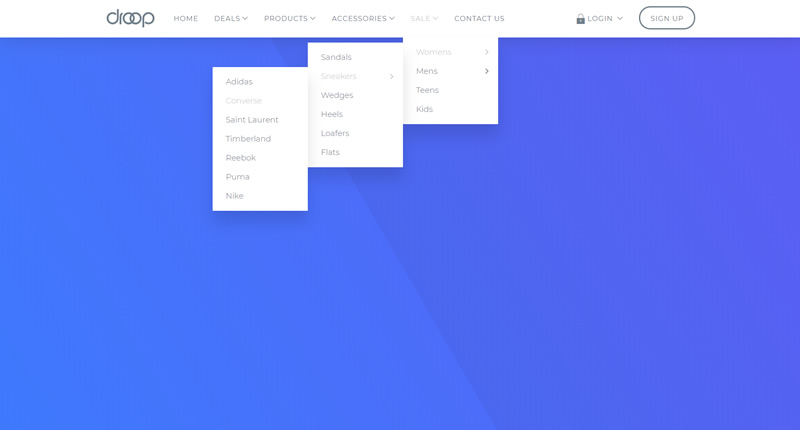 droop HOME DEALS PRODUCTS ACCESSORIES SALE CONTACT US LOGIN SIGN UP
Womens
Mens
Teens
Kids
Sandals
Sneakers
Wedges
Heels
Loafers
Flats
Adidas
Converse
Saint Laurent
Timberland
Reebok
Puma
Nike